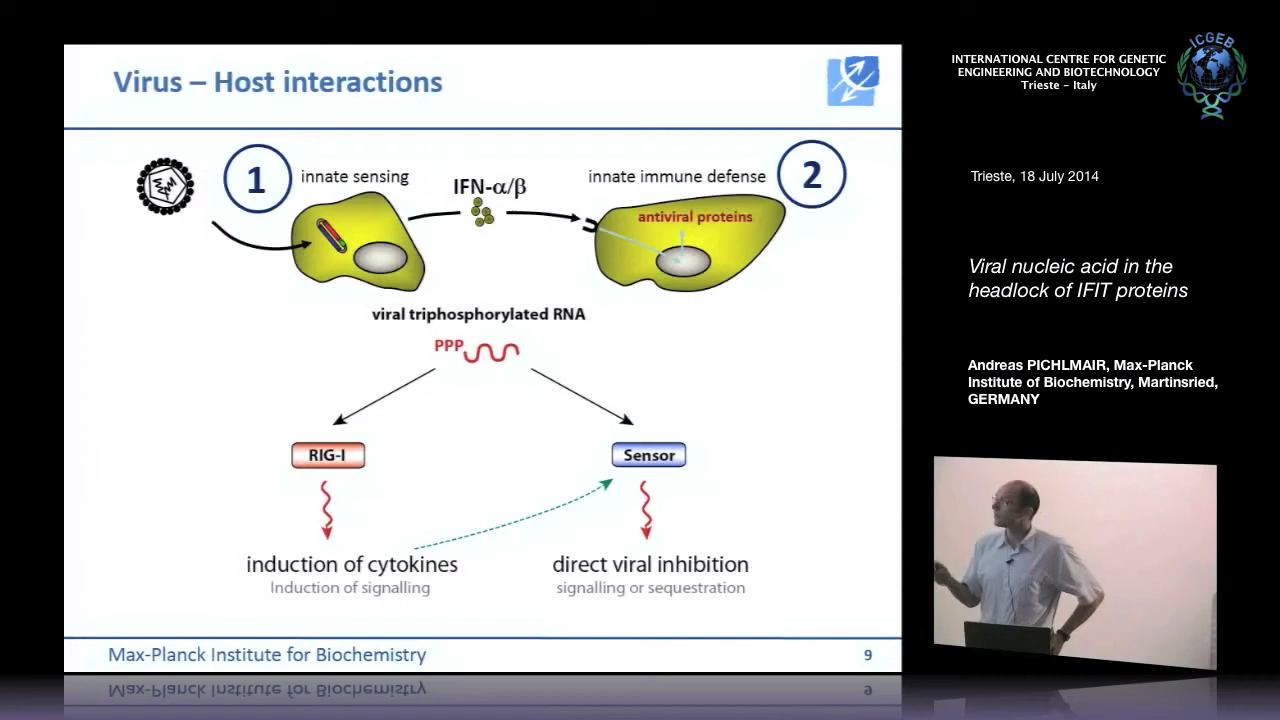 Virus – Host interactions
1
innate sensing
IFN-α/β
innate immune defense
2
antiviral proteins
viral triphosphorylated RNA
PPP
RIG-I
Sensor
induction of cytokines
Induction of signalling
direct viral inhibition
signalling or sequestration
Max-Planck Institute for Biochemistry
9
INTERNATIONAL CENTRE FOR GENETIC
ENGINEERING AND BIOTECHNOLOGY
Trieste – Italy
ICGEB
Trieste, 18 July 2014
Viral nucleic acid in the
headlock of IFIT proteins
Andreas PICHLMAIR, Max-Planck
Institute of Biochemistry, Martinsried,
GERMANY